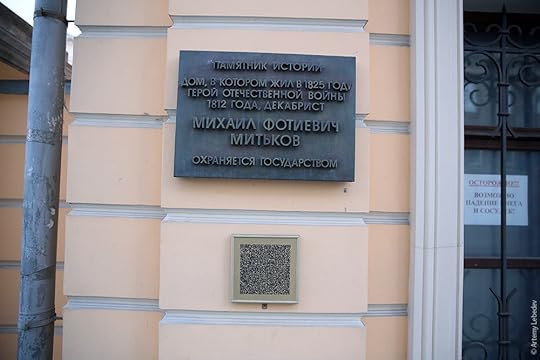 ПАМЯТНИК ИСТОРИИ
ДОМ, В КОТОРОМ ЖИЛ В 1825 ГОДУ
ГЕРОЙ ОТЕЧЕСТВЕННОЙ ВОЙНЫ
1812 ГОДА, ДЕКАБРИСТ
МИХАИЛ ФОТИЕВИЧ
МИТЬКОВ
ОХРАНЯЕТСЯ ГОСУДАРСТВОМ
ОСТОРОЖНО!!!
ВОЗМОЖНО
ПАДЕНИЕ СНЕГА
И СОСУЛЕК!
© Artemy Lebedev